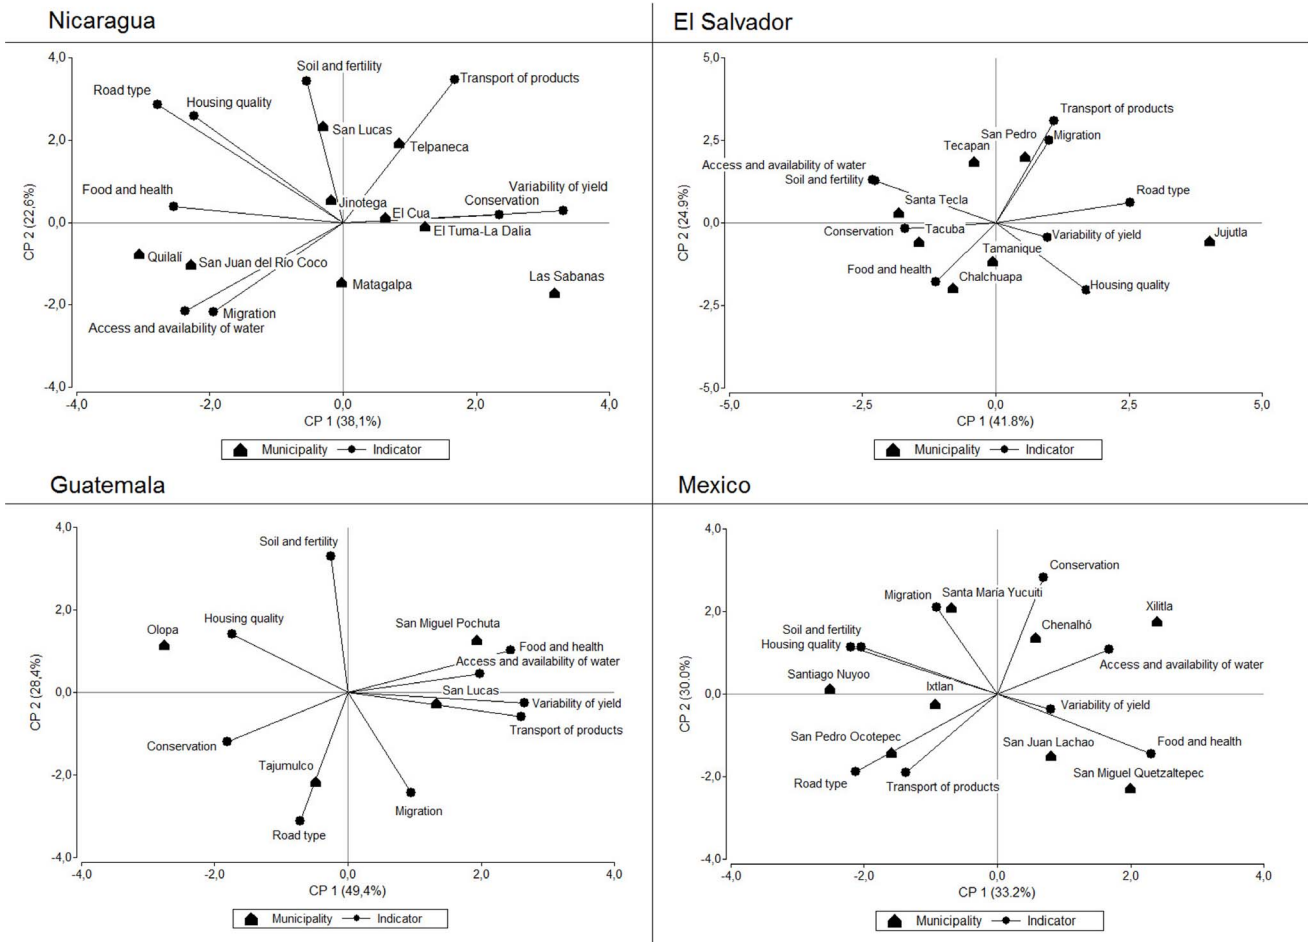 Nicaragua
4,0
Soil and fertility
Transport of products
Road type
Housing quality
San Lucas
2,0
Telpaneca
CP 2 (22,6%)
Food and health
Variability of yield
Conservation
Jinotega
El Cua
0,0
El Tuma-La Dalia
Quilalí
San Juan del Río Coco
Matagalpa
Las Sabanas
-2,0
Migration
Access and availability of water
-4,0
-4,0 -2,0 0,0 2,0 4,0
CP 1 (38,1%)
Municipality Indicator
El Salvador
5,0
Transport of products
San Pedro
Migration
2,5
Tecapan
Access and availability of water
Soil and fertility
Road type
CP 2 (24.9%)
Santa Tecla
0,0
Conservation
Tacuba
Variability of yield
Jujutla
Tamanique
Food and health
Chalchuapa
Housing quality
-2,5
-5,0
-5,0 -2,5 0,0 2,5 5,0
CP 1 (41.8%)
Municipality Indicator
Guatemala
4,0
Soil and fertility
2,0
Housing quality
San Miguel Pochuta
Olopa
Food and health
Access and availability of water
CP 2 (28,4%)
0,0
San Lucas
Variability of yield
Transport of products
Conservation
Tajumulco
-2,0
Migration
Road type
-4,0
-4,0 -2,0 0,0 2,0 4,0
CP 1 (49,4%)
Municipality Indicator
Mexico
4,0
Conservation
Migration
Santa María Yucuiti
2,0
Xilitla
Soil and fertility
Chenalhó
Housing quality
Access and availability of water
Santiago Nuyoo
Ixtlan
CP 2 (30.0%)
0,0
Variability of yield
San Pedro Ocotepec
San Juan Lachao
Food and health
Road type
Transport of products
San Miguel Quetzaltepec
-2,0
-4,0
-4,0 -2,0 0,0 2,0 4,0
CP 1 (33.2%)
Municipality Indicator